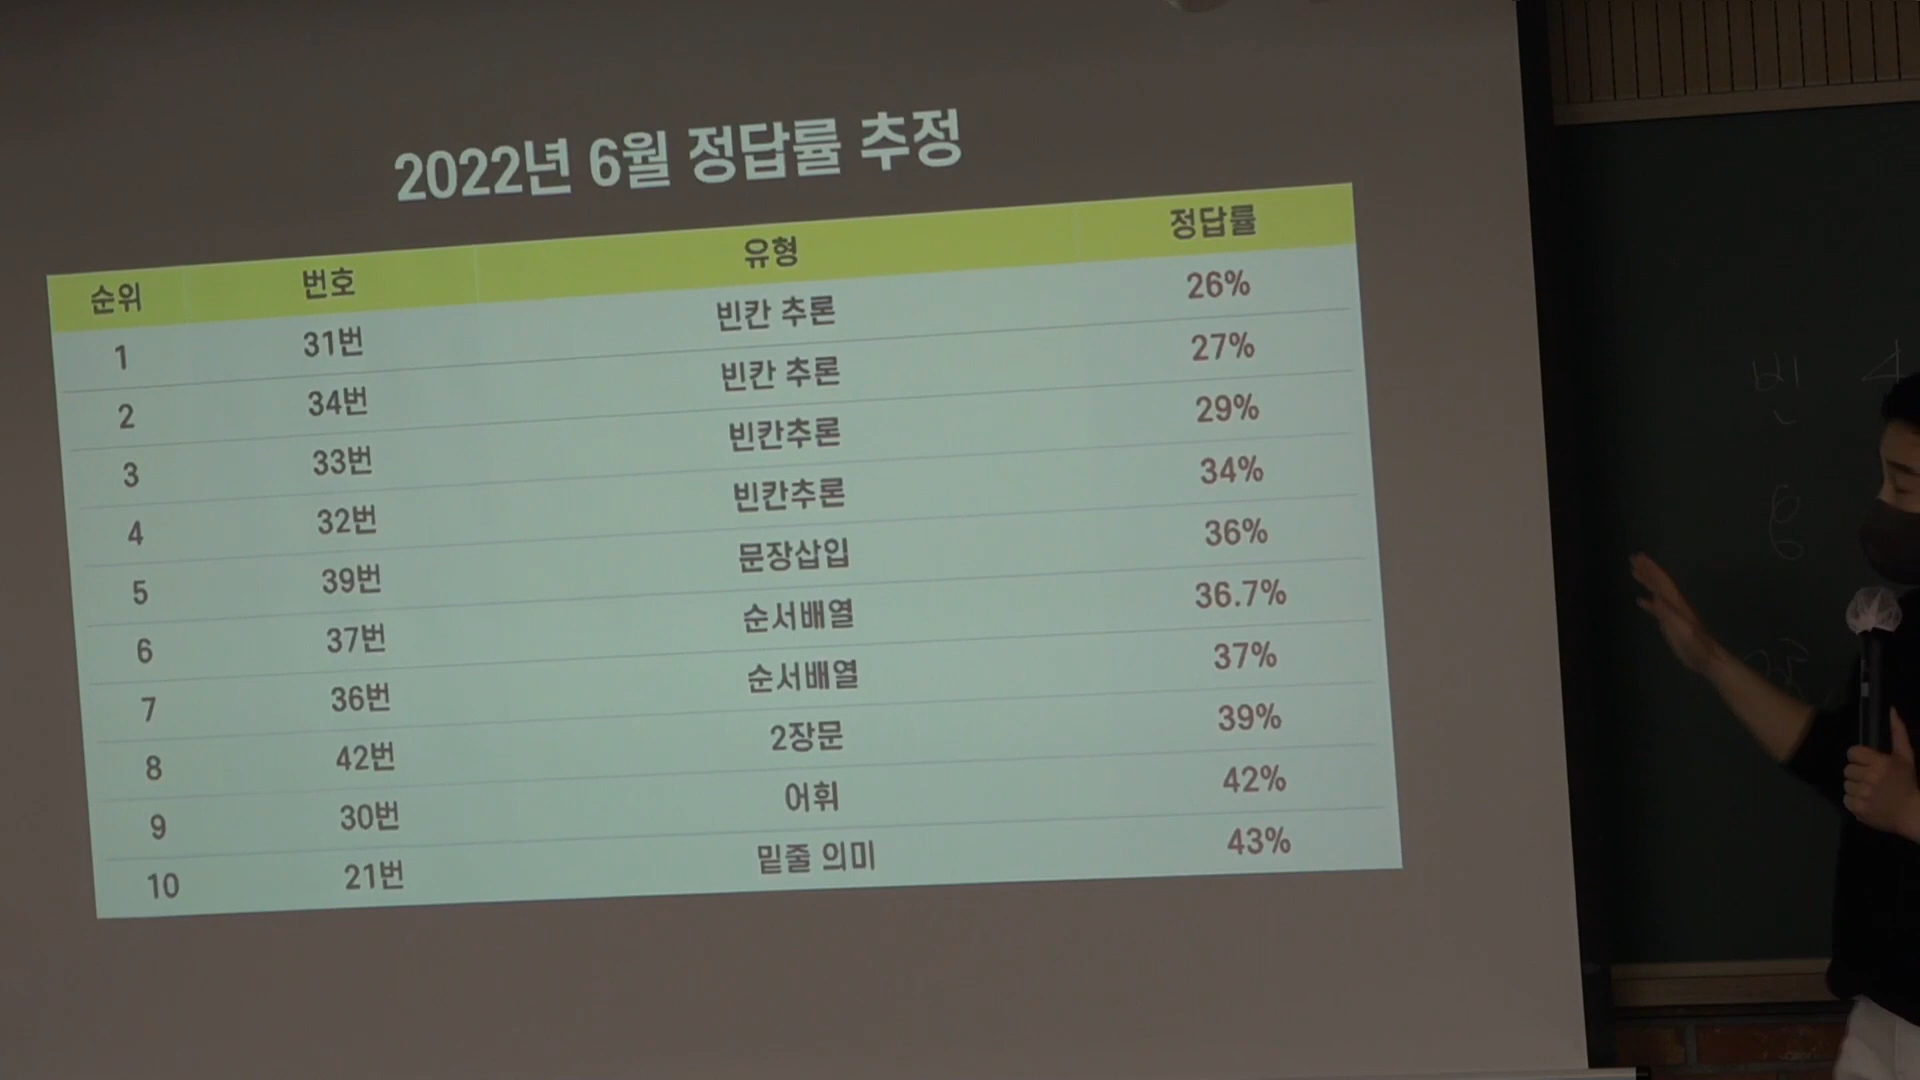 2022년 6월 정답률 추정
순위 번호 유형 정답률
1 31번 빈칸 추론 26%
2 34번 빈칸 추론 27%
3 33번 빈칸추론 29%
4 32번 빈칸추론 34%
5 39번 문장삽입 36%
6 37번 순서배열 36.7%
7 36번 순서배열 37%
8 42번 2장문 39%
9 30번 어휘 42%
10 21번 밑줄 의미 43%
빈 4